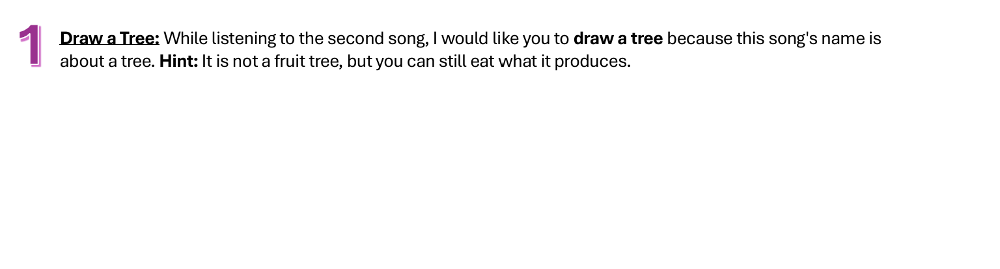 1 Draw a Tree: While listening to the second song, I would like you to draw a tree because this song's name is
about a tree. Hint: It is not a fruit tree, but you can still eat what it produces.